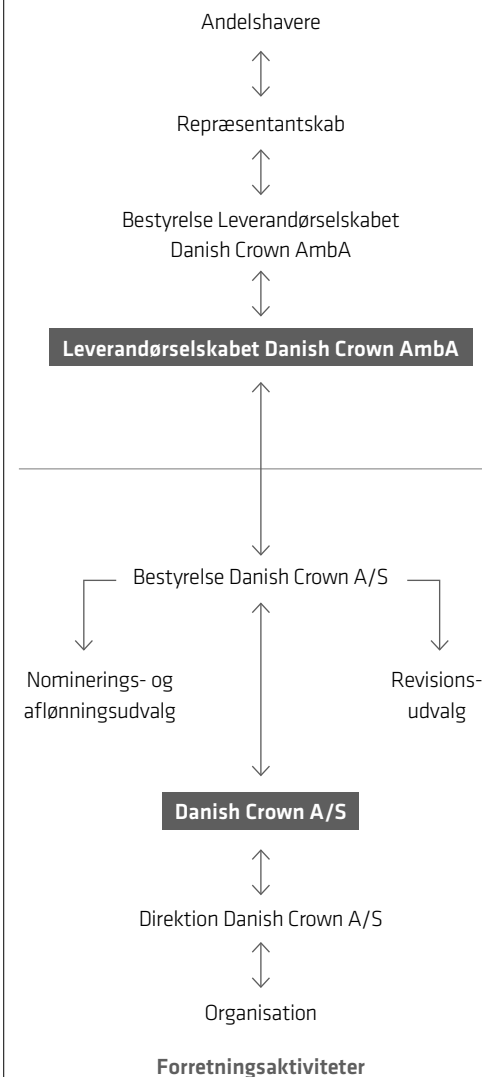 Andelshavere
Repræsentantskab
Bestyrelse Leverandørselskabet
Danish Crown AmbA
Leverandørselskabet Danish Crown AmbA
Bestyrelse Danish Crown A/S
Nominerings- og
aflønningsudvalg
Revisions-
udvalg
Danish Crown A/S
Direktion Danish Crown A/S
Organisation
Forretningsaktiviteter